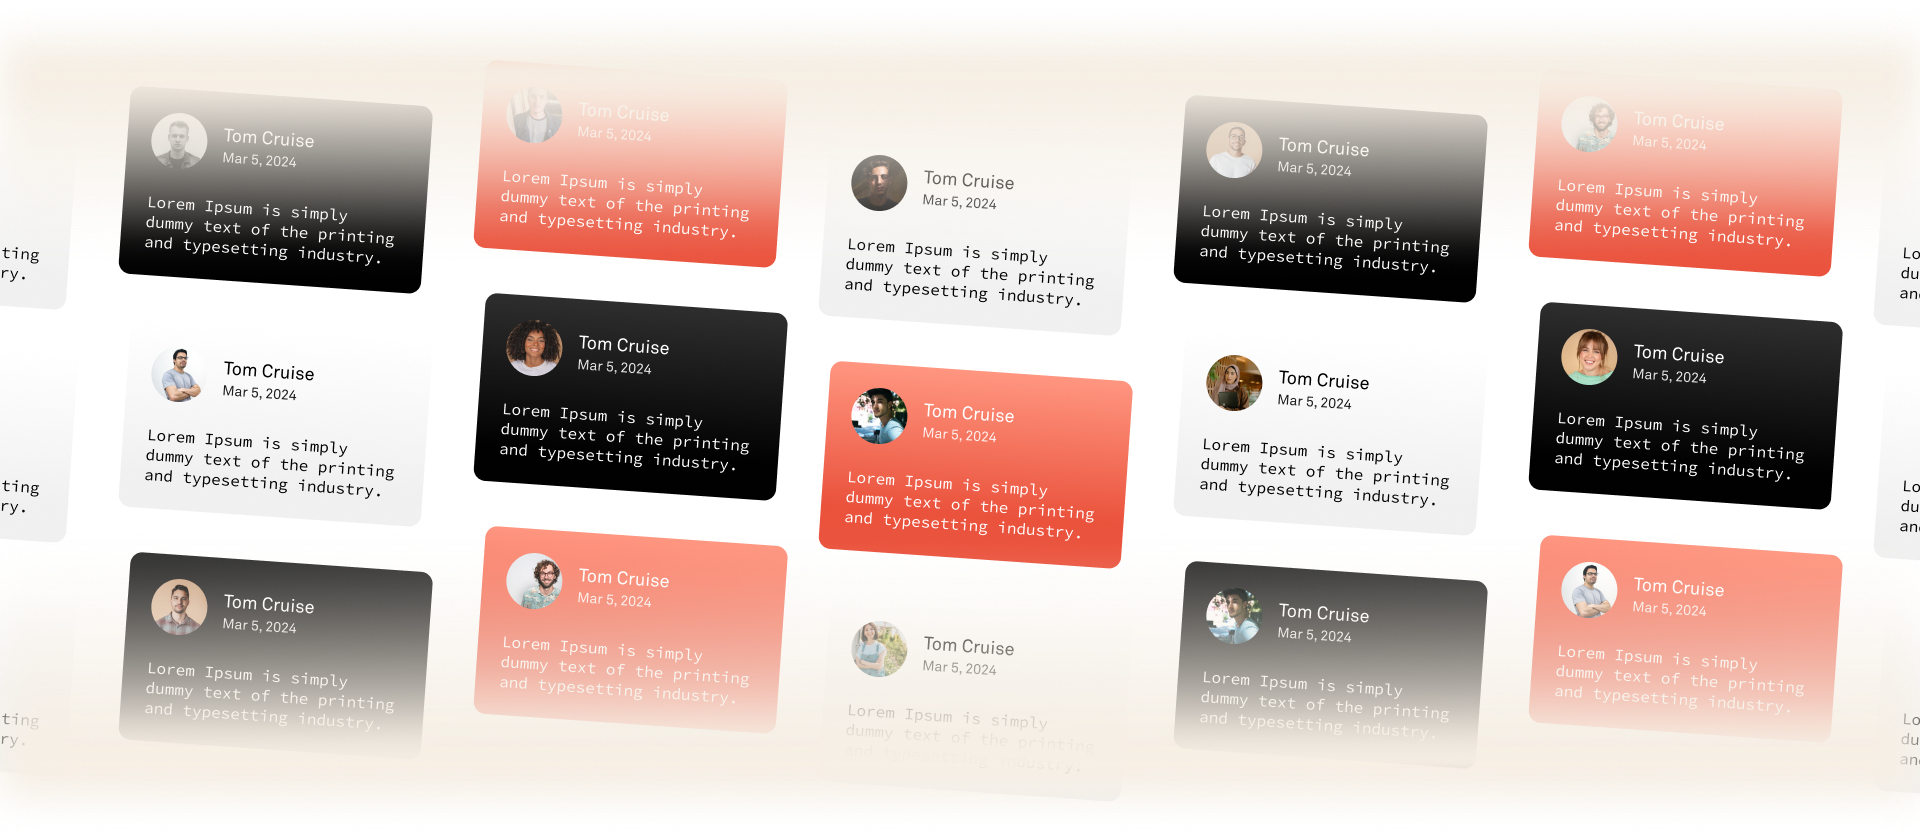 ting
ry.
Tom Cruise
Mar 5, 2024
Lorem Ipsum is simply
dummy text of the printing
and typesetting industry.
Tom Cruise
Mar 5, 2024
Lorem Ipsum is simply
dummy text of the printing
and typesetting industry.
Tom Cruise
Mar 5, 2024
Lorem Ipsum is simply
dummy text of the printing
and typesetting industry.
Tom Cruise
Mar 5, 2024
Lorem Ipsum is simply
dummy text of the printing
and typesetting industry.
Tom Cruise
Mar 5, 2024
Lorem Ipsum is simply
dummy text of the printing
and typesetting industry.
Lo
du
an
ting
ry.
Tom Cruise
Mar 5, 2024
Lorem Ipsum is simply
dummy text of the printing
and typesetting industry.
Tom Cruise
Mar 5, 2024
Lorem Ipsum is simply
dummy text of the printing
and typesetting industry.
Tom Cruise
Mar 5, 2024
Lorem Ipsum is simply
dummy text of the printing
and typesetting industry.
Tom Cruise
Mar 5, 2024
Lorem Ipsum is simply
dummy text of the printing
and typesetting industry.
Tom Cruise
Mar 5, 2024
Lorem Ipsum is simply
dummy text of the printing
and typesetting industry.
Lo
du
an
ting
ry.
Tom Cruise
Mar 5, 2024
Lorem Ipsum is simply
dummy text of the printing
and typesetting industry.
Tom Cruise
Mar 5, 2024
Lorem Ipsum is simply
dummy text of the printing
and typesetting industry.
Tom Cruise
Mar 5, 2024
Lorem Ipsum is simply
dummy text of the printing
and typesetting industry.
Tom Cruise
Mar 5, 2024
Lorem Ipsum is simply
dummy text of the printing
and typesetting industry.
Tom Cruise
Mar 5, 2024
Lorem Ipsum is simply
dummy text of the printing
and typesetting industry.
Lo
du
an